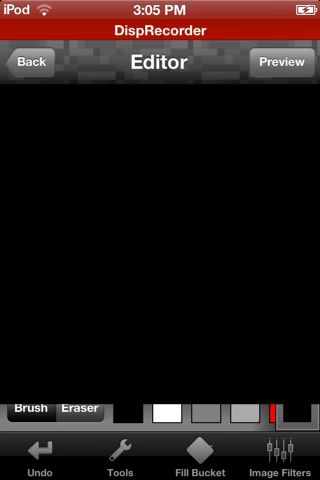 iPod 3:05 PM
DispRecorder
Back Editor Preview
Brush Eraser
Undo Tools Fill Bucket Image Filters